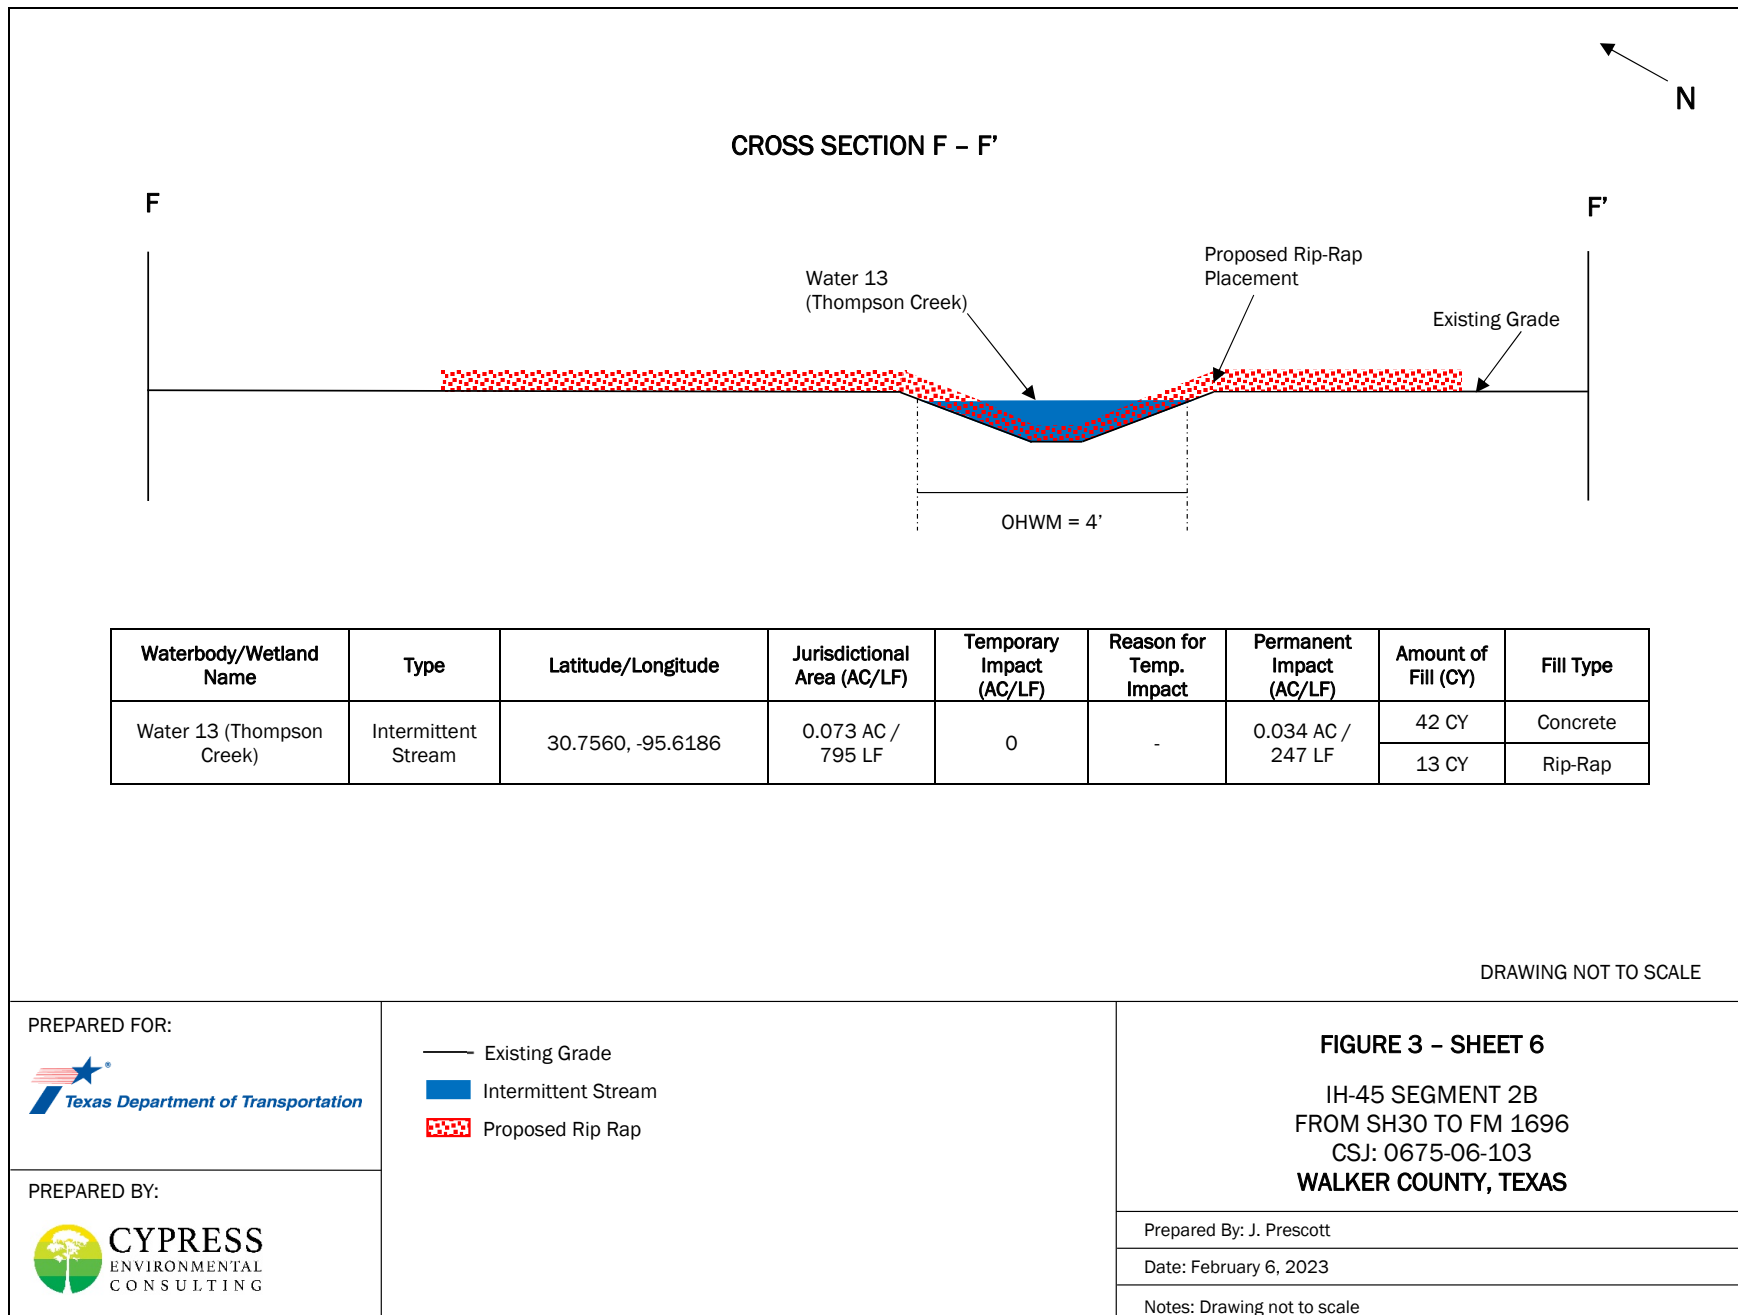 N
CROSS SECTION F – F’
F
F’
Water 13
(Thompson Creek)
Proposed Rip-Rap
Placement
Existing Grade
OHWM = 4’
Waterbody/Wetland
Name
Type
Latitude/Longitude
Jurisdictional
Area (AC/LF)
Temporary
Impact
(AC/LF)
Reason for
Temp.
Impact
Permanent
Impact
(AC/LF)
Amount of
Fill (CY)
Fill Type
Water 13 (Thompson
Creek)
Intermittent
Stream
30.7560, -95.6186
0.073 AC /
795 LF
0
-
0.034 AC /
247 LF
42 CY
Concrete
13 CY
Rip-Rap
DRAWING NOT TO SCALE
PREPARED FOR:
Texas Department of Transportation
PREPARED BY:
CYPRESS
ENVIRONMENTAL
CONSULTING
Existing Grade
Intermittent Stream
Proposed Rip Rap
FIGURE 3 – SHEET 6
IH-45 SEGMENT 2B
FROM SH30 TO FM 1696
CSJ: 0675-06-103
WALKER COUNTY, TEXAS
Prepared By: J. Prescott
Date: February 6, 2023
Notes: Drawing not to scale